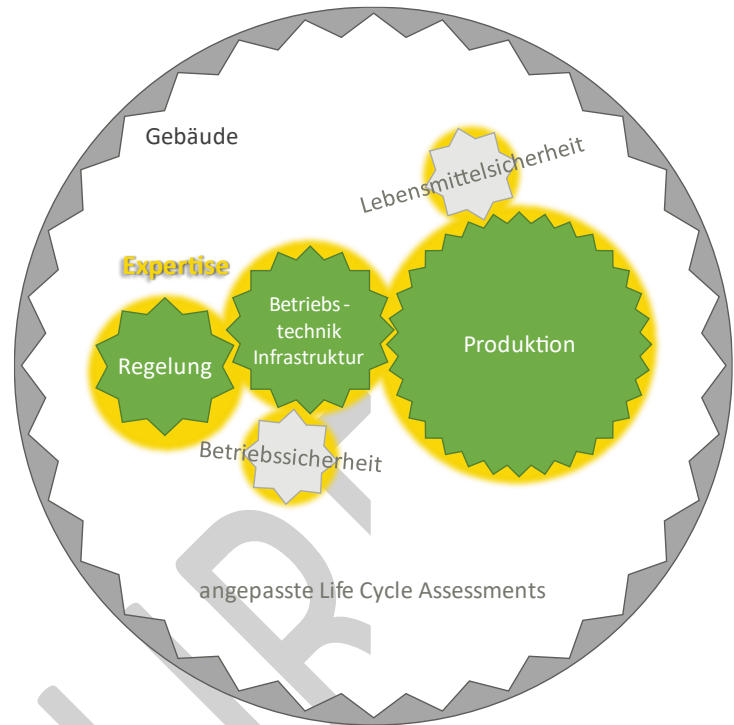 Gebäude
Lebensmittelsicherheit
Expertise
Betriebs-
technik
Infrastruktur
Produktion
Regelung
Betriebssicherheit
angepasste Life Cycle Assessments